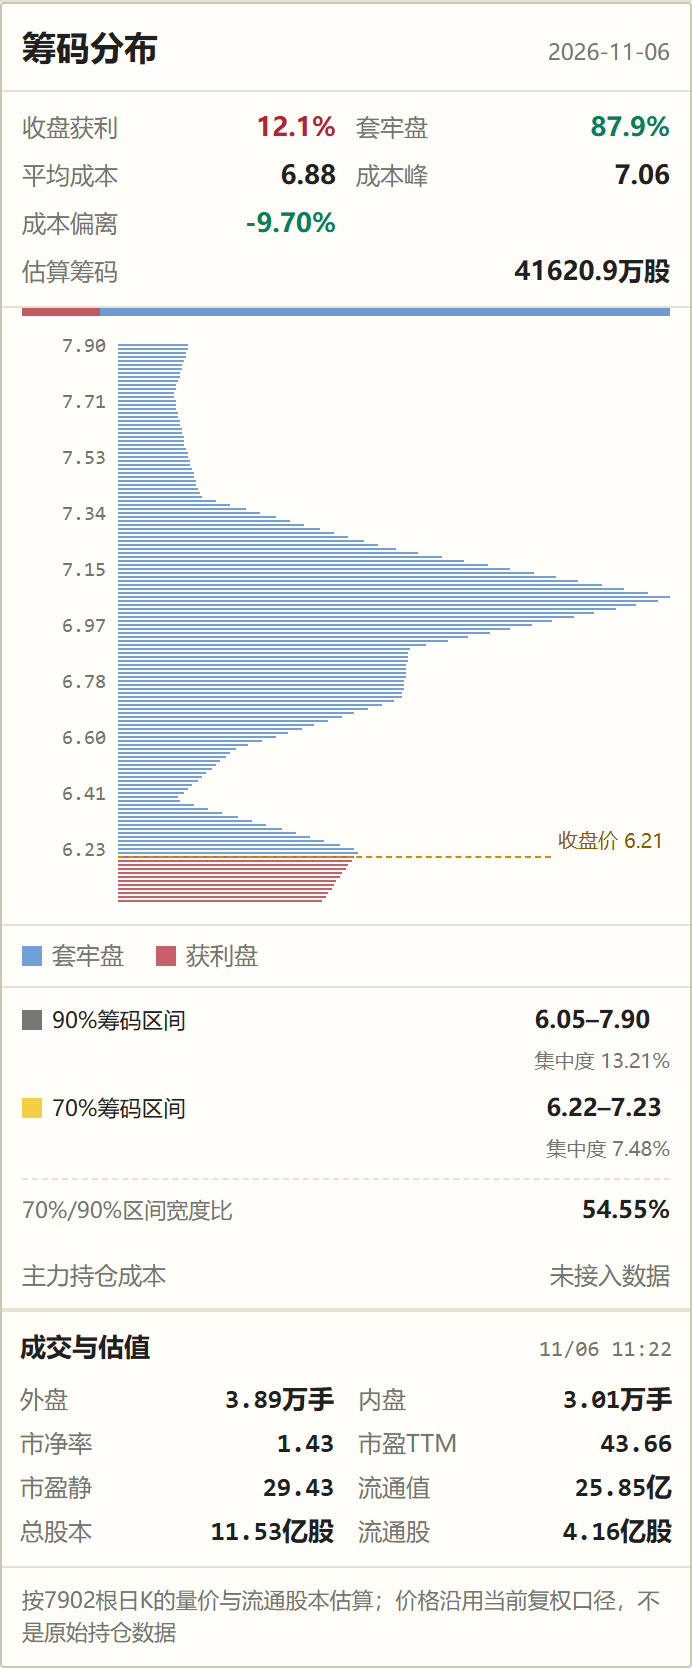 筹码分布 2026-11-06
收盘获利 12.1% 套牢盘 87.9%
平均成本 6.88 成本峰 7.06
成本偏离 -9.70%
估算筹码 41620.9万股
7.90
7.71
7.53
7.34
7.15
6.97
6.78
6.60
6.41
收盘价 6.21
6.23
套牢盘 获利盘
90%筹码区间 6.05–7.90
集中度 13.21%
70%筹码区间 6.22–7.23
集中度 7.48%
70%/90%区间宽度比 54.55%
主力持仓成本 未接入数据
成交与估值 11/06 11:22
外盘 3.89万手 内盘 3.01万手
市净率 1.43 市盈TTM 43.66
市盈静 29.43 流通值 25.85亿
总股本 11.53亿股 流通股 4.16亿股
按7902根日K的量价与流通股本估算；价格沿用当前复权口径，不
是原始持仓数据